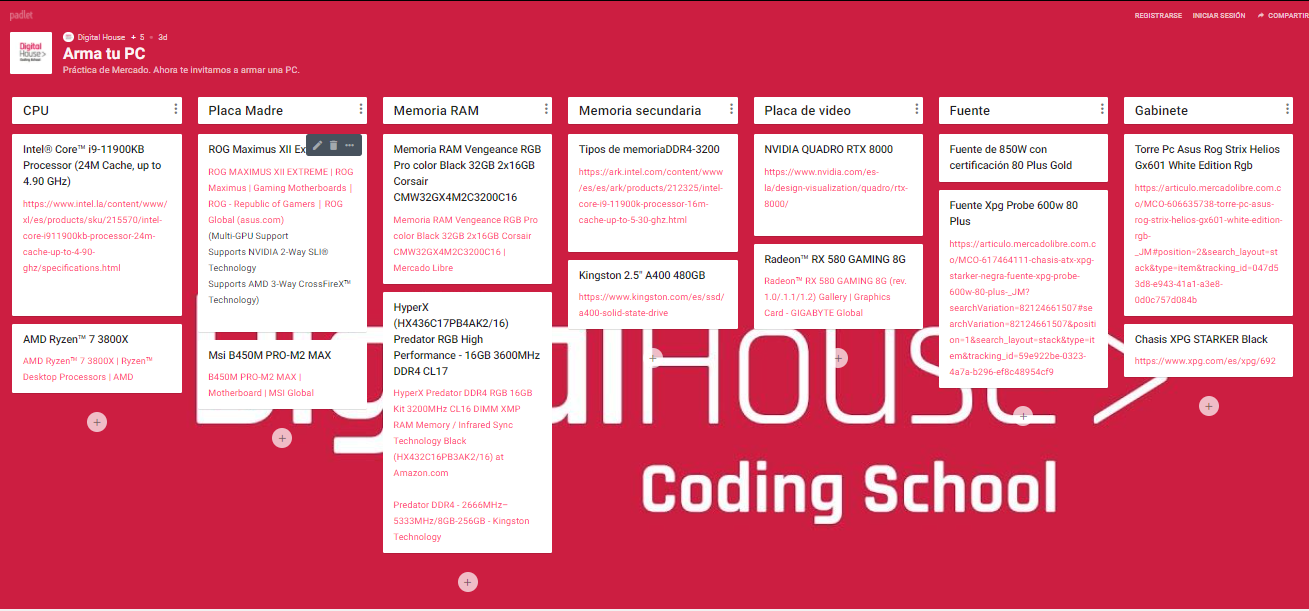 padlet
REGISTRARSE
INICIAR SESIÓN
COMPARTIR
Digital
House>
Coding School
Digital House + 5 • 3d
Arma tu PC
Práctica de Mercado. Ahora te invitamos a armar una PC.
CPU
Intel® Core™ i9-11900KB
Processor (24M Cache, up to
4.90 GHz)
https://www.intel.la/content/www/
xl/es/products/sku/215570/intel-
core-i911900kb-processor-24m-
cache-up-to-4-90-
ghz/specifications.html
AMD Ryzen™ 7 3800X
AMD Ryzen™ 7 3800X | Ryzen™
Desktop Processors | AMD
Placa Madre
ROG Maximus XII Ex
ROG MAXIMUS XII EXTREME | ROG
Maximus | Gaming Motherboards |
ROG - Republic of Gamers | ROG
Global (asus.com)
(Multi-GPU Support
Supports NVIDIA 2-Way SLI®
Technology
Supports AMD 3-Way CrossFireX™
Technology)
Msi B450M PRO-M2 MAX
B450M PRO-M2 MAX |
Motherboard | MSI Global
Memoria RAM
Memoria RAM Vengeance RGB
Pro color Black 32GB 2x16GB
Corsair
CMW32GX4M2C3200C16
Memoria RAM Vengeance RGB Pro
color Black 32GB 2x16GB Corsair
CMW32GX4M2C3200C16 |
Mercado Libre
HyperX
(HX436C17PB4AK2/16)
Predator RGB High
Performance - 16GB 3600MHz
DDR4 CL17
HyperX Predator DDR4 RGB 16GB
Kit 3200MHz CL16 DIMM XMP
RAM Memory / Infrared Sync
Technology Black
(HX432C16PB3AK2/16) at
Amazon.com
Predator DDR4 - 2666MHz–
5333MHz/8GB-256GB - Kingston
Technology
Memoria secundaria
Tipos de memoriaDDR4-3200
https://ark.intel.com/content/www
/es/es/ark/products/212325/intel-
core-i9-11900k-processor-16m-
cache-up-to-5-30-ghz.html
Kingston 2.5" A400 480GB
https://www.kingston.com/es/ssd/
a400-solid-state-drive
Placa de video
NVIDIA QUADRO RTX 8000
https://www.nvidia.com/es-
la/design-visualization/quadro/rtx-
8000/
Radeon™ RX 580 GAMING 8G
Radeon™ RX 580 GAMING 8G (rev.
1.0/.1.1/1.2) Gallery | Graphics
Card - GIGABYTE Global
Fuente
Fuente de 850W con
certificación 80 Plus Gold
Fuente Xpg Probe 600w 80
Plus
https://articulo.mercadolibre.com.c
o/MCO-617464111-chasis-atx-xpg-
starker-negra-fuente-xpg-probe-
600w-80-plus-_JM?
searchVariation=82124661507#se
archVariation=82124661507&positi
on=1&search_layout=stack&type=it
em&tracking_id=59e922be-0323-
4a7a-b296-ef8c48954cf9
Gabinete
Torre Pc Asus Rog Strix Helios
Gx601 White Edition Rgb
https://articulo.mercadolibre.com.c
o/MCO-606635738-torre-pc-asus-
rog-strix-helios-gx601-white-edition-
rgb-
_JM#position=2&search_layout=st
ack&type=item&tracking_id=047d5
3d8-e943-41a1-a3e8-
0d0c757d084b
Chasis XPG STARKER Black
https://www.xpg.com/es/xpg/692
DigitalHouse>
Coding School